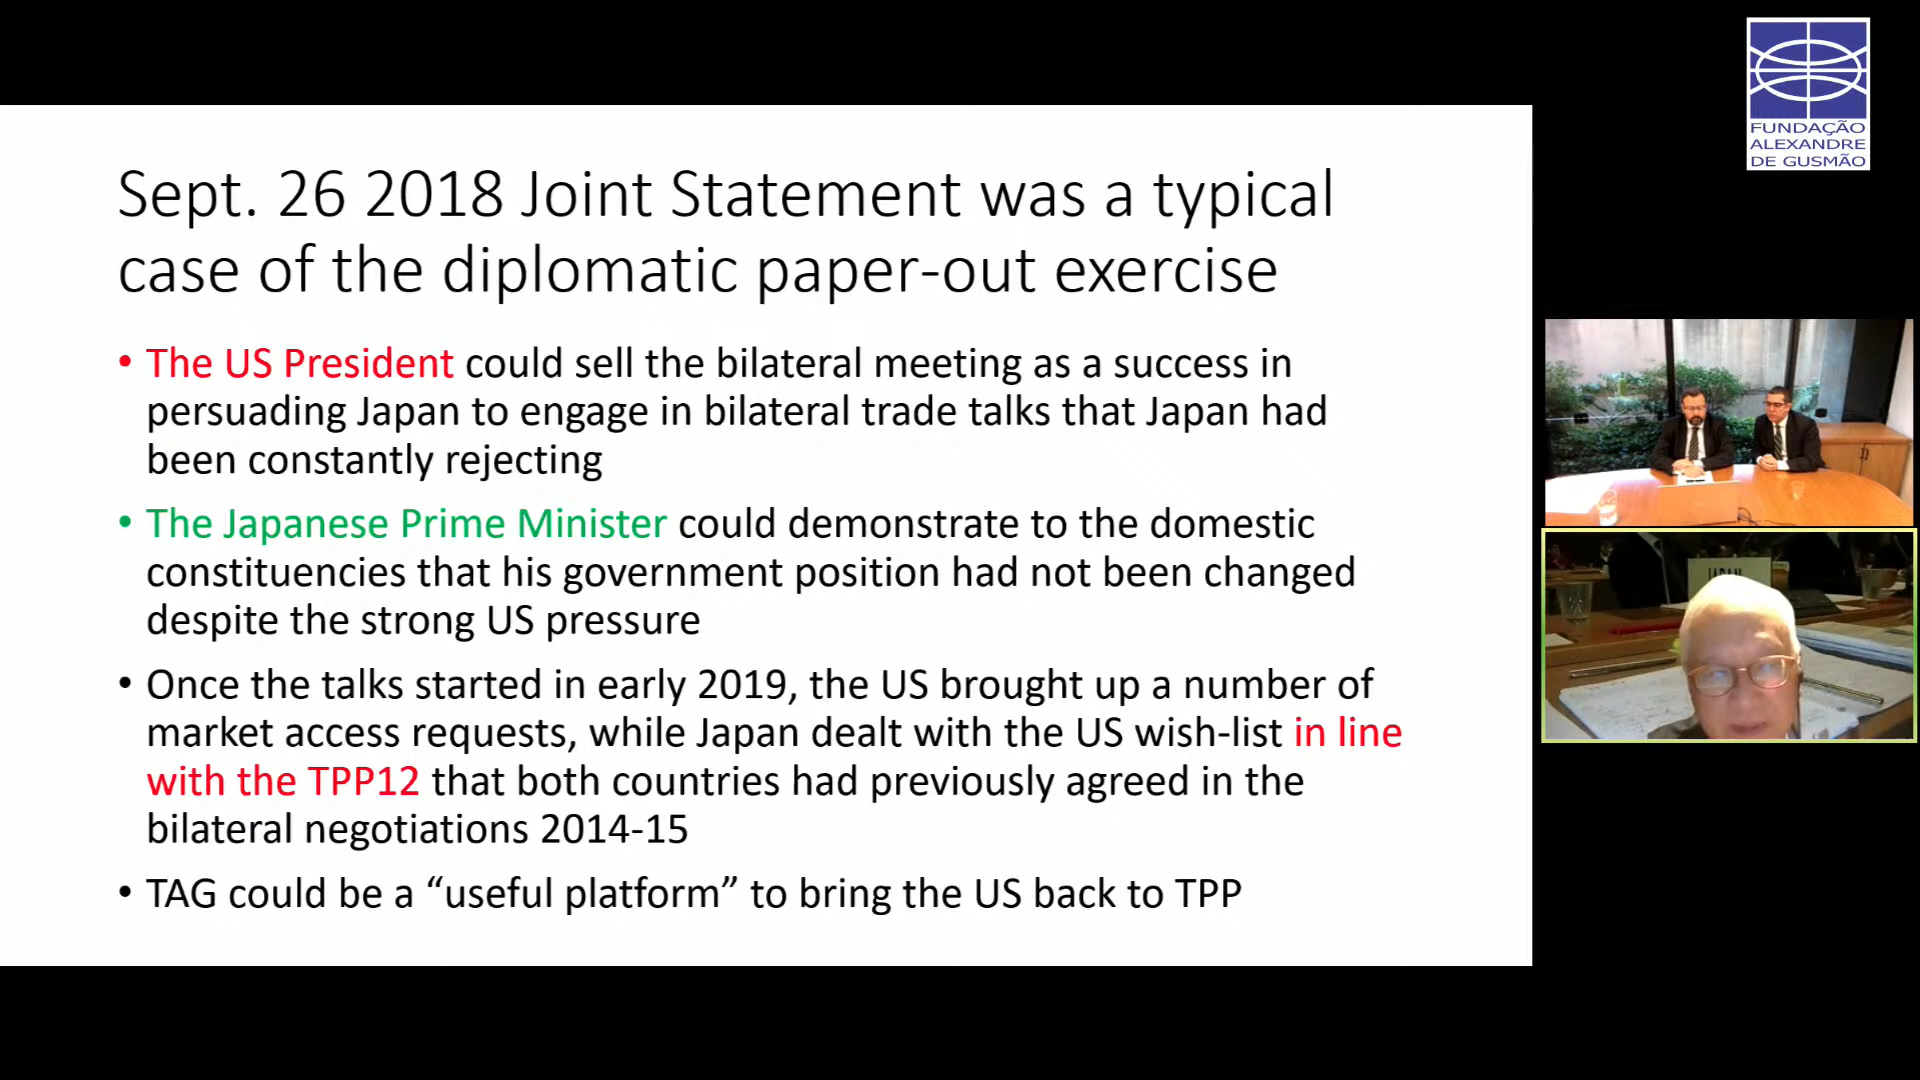 FUNDAÇÃO
ALEXANDRE
DE GUSMÃO
Sept. 26 2018 Joint Statement was a typical
case of the diplomatic paper-out exercise
• The US President could sell the bilateral meeting as a success in
persuading Japan to engage in bilateral trade talks that Japan had
been constantly rejecting
• The Japanese Prime Minister could demonstrate to the domestic
constituencies that his government position had not been changed
despite the strong US pressure
• Once the talks started in early 2019, the US brought up a number of
market access requests, while Japan dealt with the US wish-list in line
with the TPP12 that both countries had previously agreed in the
bilateral negotiations 2014-15
• TAG could be a “useful platform” to bring the US back to TPP
JAPAN